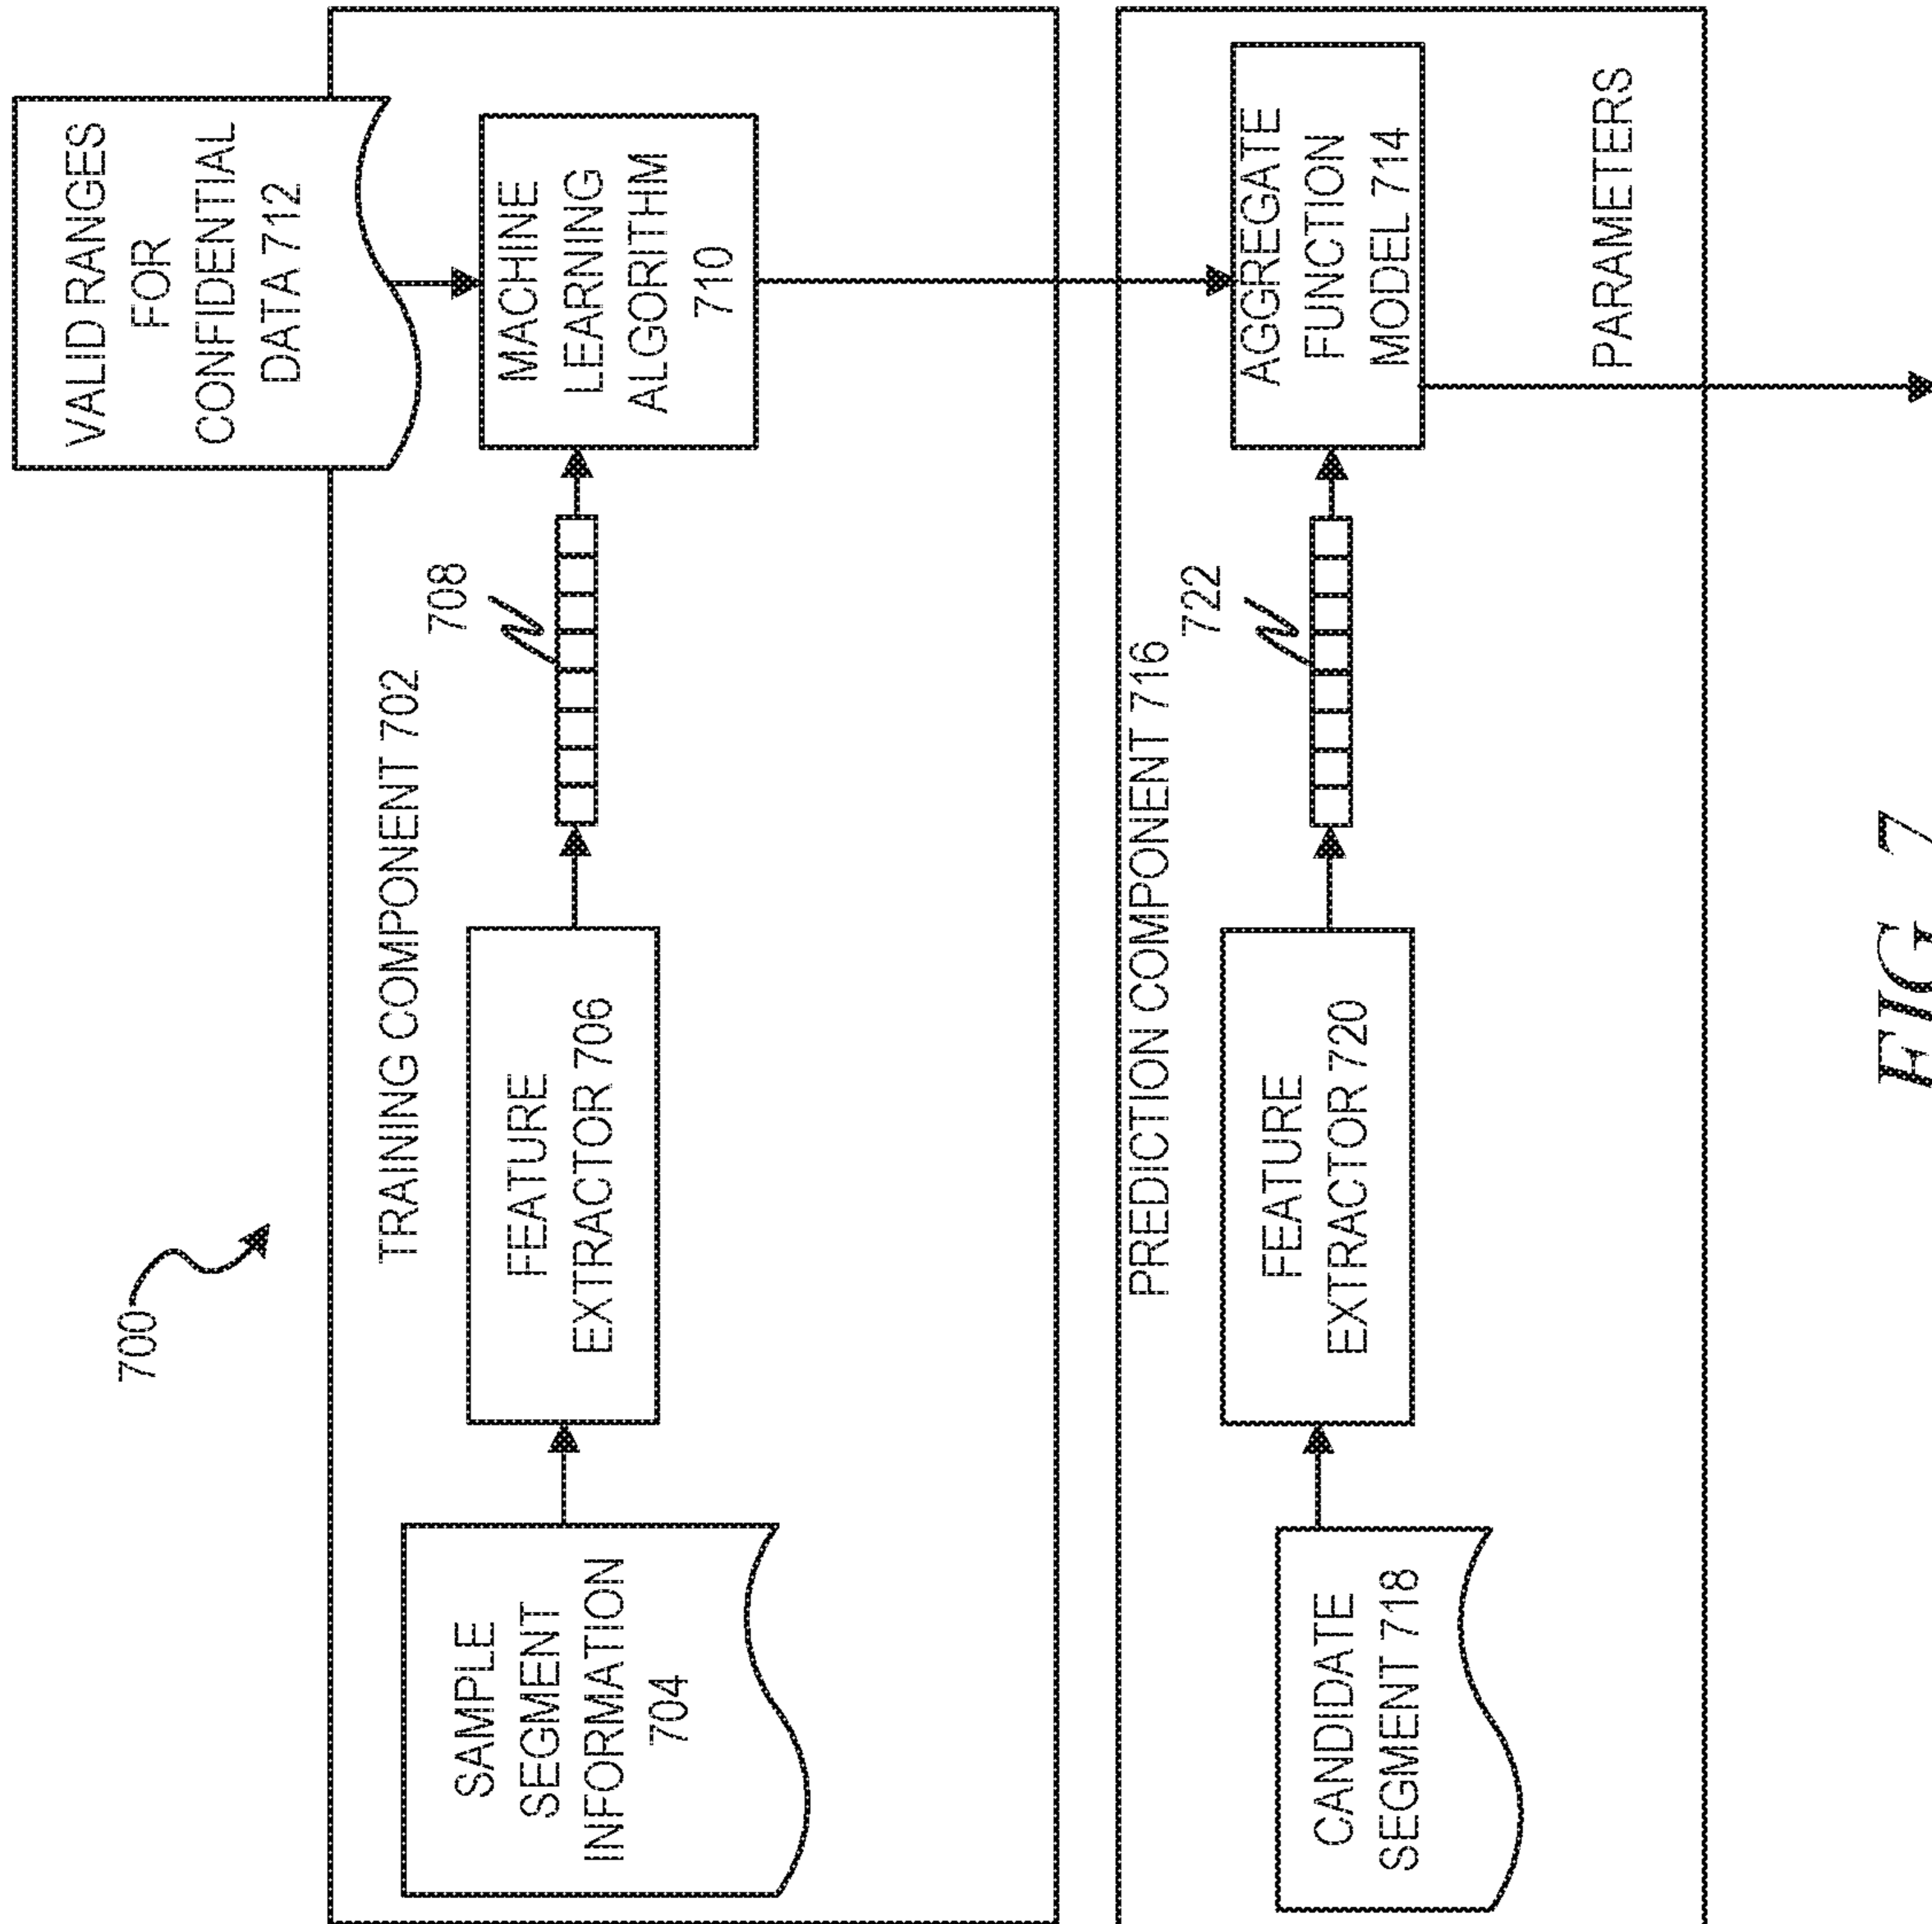 700
VALID RANGES
FOR
CONFIDENTIAL
DATA 712
TRAINING COMPONENT 702
SAMPLE
SEGMENT
INFORMATION
704
FEATURE
EXTRACTOR 706
708
MACHINE
LEARNING
ALGORITHM
710
PREDICTION COMPONENT 716
CANDIDATE
SEGMENT 718
FEATURE
EXTRACTOR 720
722
AGGREGATE
FUNCTION
MODEL 714
PARAMETERS
FIG. 7